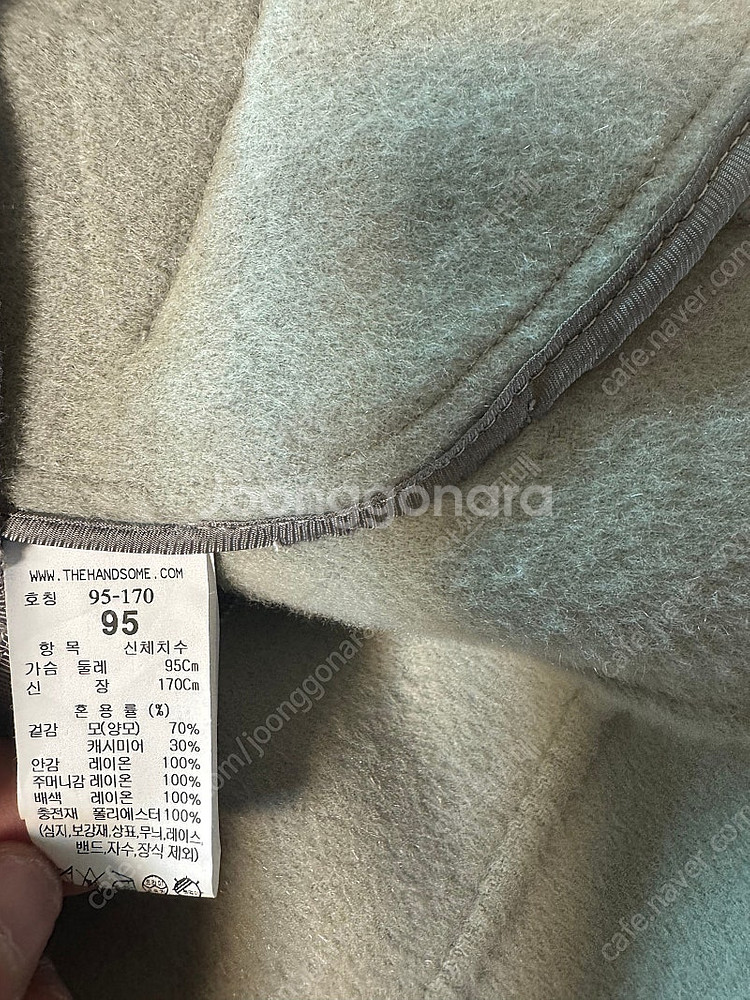 joonggonara
cafe.naver.com
WWW.THEHANDSOME.COM
호칭 95-170
95
항 목 신체치수
가슴 둘레 95Cm
신 장 170Cm
혼 용 률 (%)
겉감 모(양모) 70%
캐시미어 30%
안감 레이온 100%
주머니감 레이온 100%
배색 레이온 100%
충전재 폴리에스터 100%
(심지,보강재,상표,무늬,레이스,
밴드,자수,장식 제외)